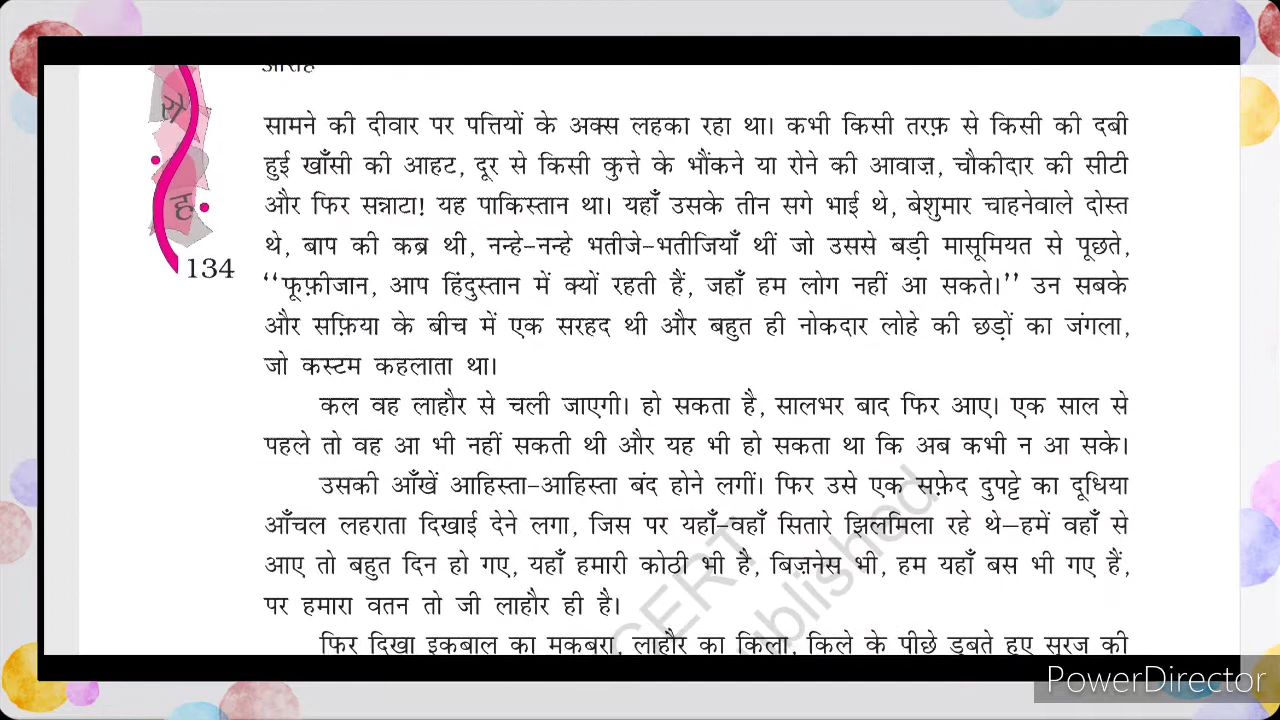 आरोह
रो
ह
134
सामने की दीवार पर पत्तियों के अक्स लहका रहा था। कभी किसी तरफ़ से किसी की दबी
हुई खाँसी की आहट, दूर से किसी कुत्ते के भौंकने या रोने की आवाज़, चौकीदार की सीटी
और फिर सन्नाटा! यह पाकिस्तान था। यहाँ उसके तीन सगे भाई थे, बेशुमार चाहनेवाले दोस्त
थे, बाप की कब्र थी, नन्हे-नन्हे भतीजे-भतीजियाँ थीं जो उससे बड़ी मासूमियत से पूछते,
“फूफ़ीजान, आप हिंदुस्तान में क्यों रहती हैं, जहाँ हम लोग नहीं आ सकते।” उन सबके
और सफ़िया के बीच में एक सरहद थी और बहुत ही नोकदार लोहे की छड़ों का जंगला,
जो कस्टम कहलाता था।
कल वह लाहौर से चली जाएगी। हो सकता है, सालभर बाद फिर आए। एक साल से
पहले तो वह आ भी नहीं सकती थी और यह भी हो सकता था कि अब कभी न आ सके।
उसकी आँखें आहिस्ता-आहिस्ता बंद होने लगीं। फिर उसे एक सफ़ेद दुपट्टे का दूधिया
आँचल लहराता दिखाई देने लगा, जिस पर यहाँ-वहाँ सितारे झिलमिला रहे थे—हमें वहाँ से
आए तो बहुत दिन हो गए, यहाँ हमारी कोठी भी है, बिज़नेस भी, हम यहाँ बस भी गए हैं,
पर हमारा वतन तो जी लाहौर ही है।
फिर दिखा इकबाल का मकबरा, लाहौर का किला, किले के पीछे डूबते हुए सूरज की
PowerDirector